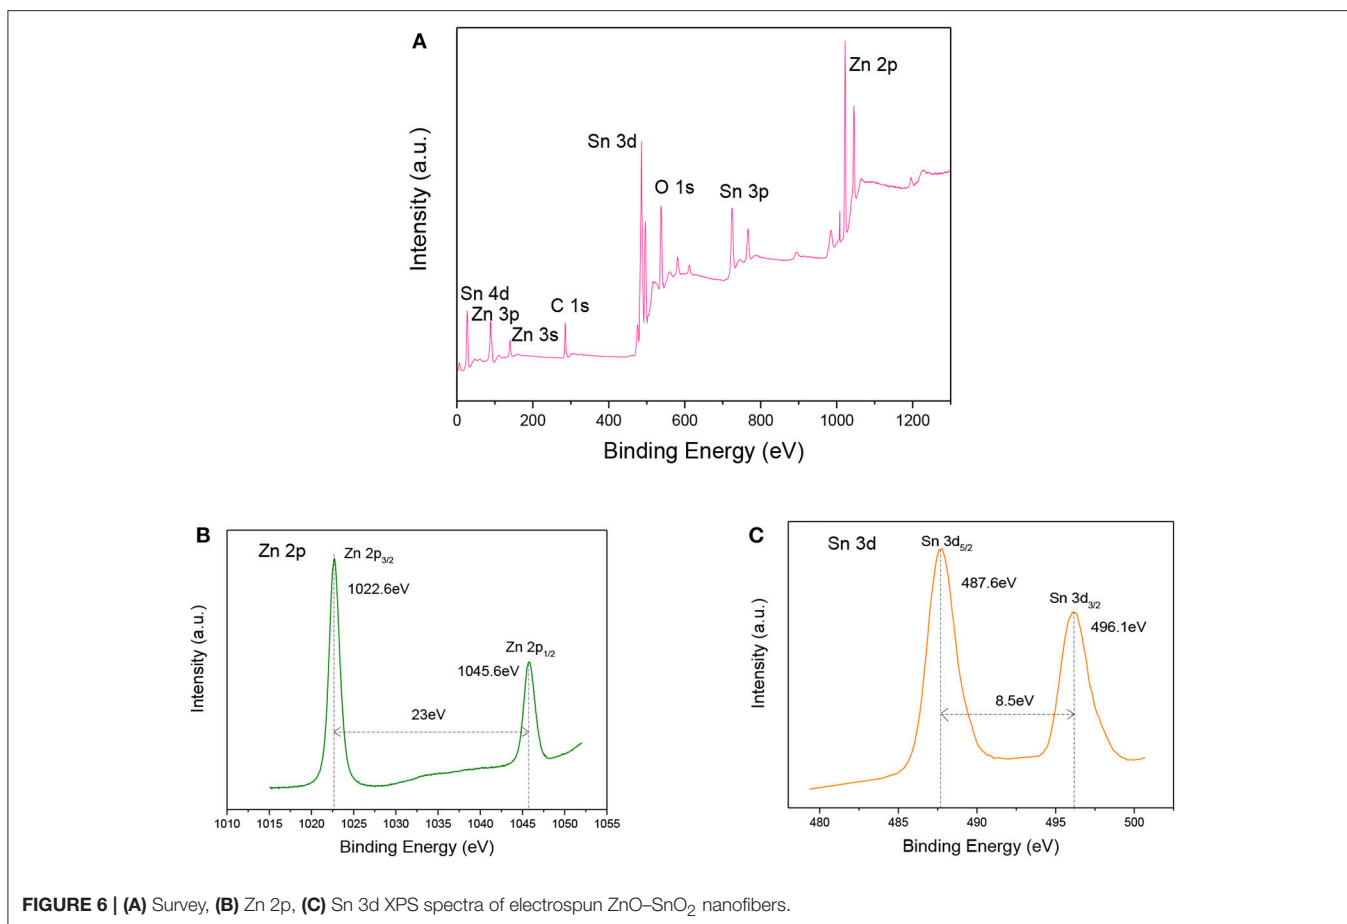 A
Intensity (a.u.)
Zn 2p
Sn 3d
O 1s
Sn 3p
Sn 4d
Zn 3p
Zn 3s
C 1s
0 200 400 600 800 1000 1200
Binding Energy (eV)
B
Zn 2p
Zn 2p3/2
1022.6eV
Zn 2p1/2
1045.6eV
23eV
Intensity (a.u.)
1010 1015 1020 1025 1030 1035 1040 1045 1050 1055
Binding Energy (eV)
C
Sn 3d
Sn 3d5/2
487.6eV
Sn 3d3/2
496.1eV
8.5eV
Intensity (a.u.)
480 485 490 495 500
Binding Energy (eV)
FIGURE 6 | (A) Survey, (B) Zn 2p, (C) Sn 3d XPS spectra of electrospun ZnO–SnO2 nanofibers.